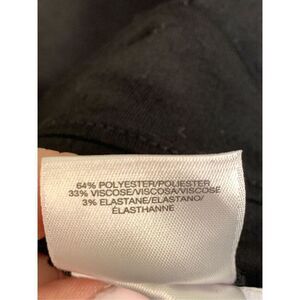 64% POLYESTER/POLIESTER
33% VISCOSE/VISCOSA/VISCOSE
3% ELASTANE/ELASTANO/
ÉLASTHANNE